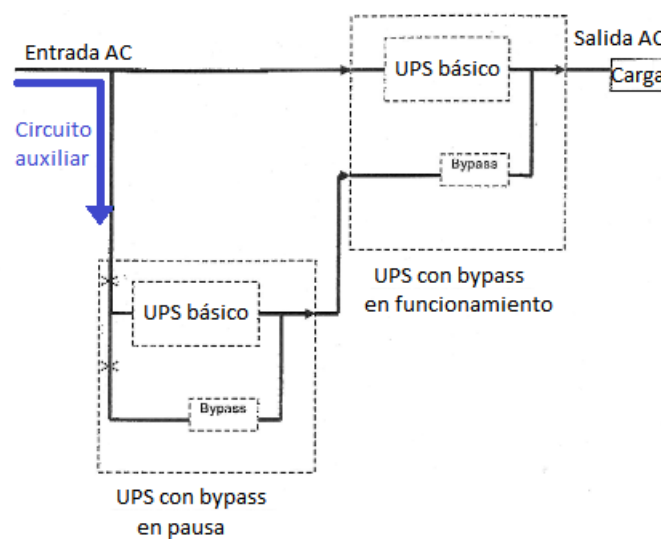 Entrada AC
Salida AC
UPS básico
Carga
Circuito
auxiliar
Bypass
UPS con bypass
en funcionamiento
UPS básico
Bypass
UPS con bypass
en pausa